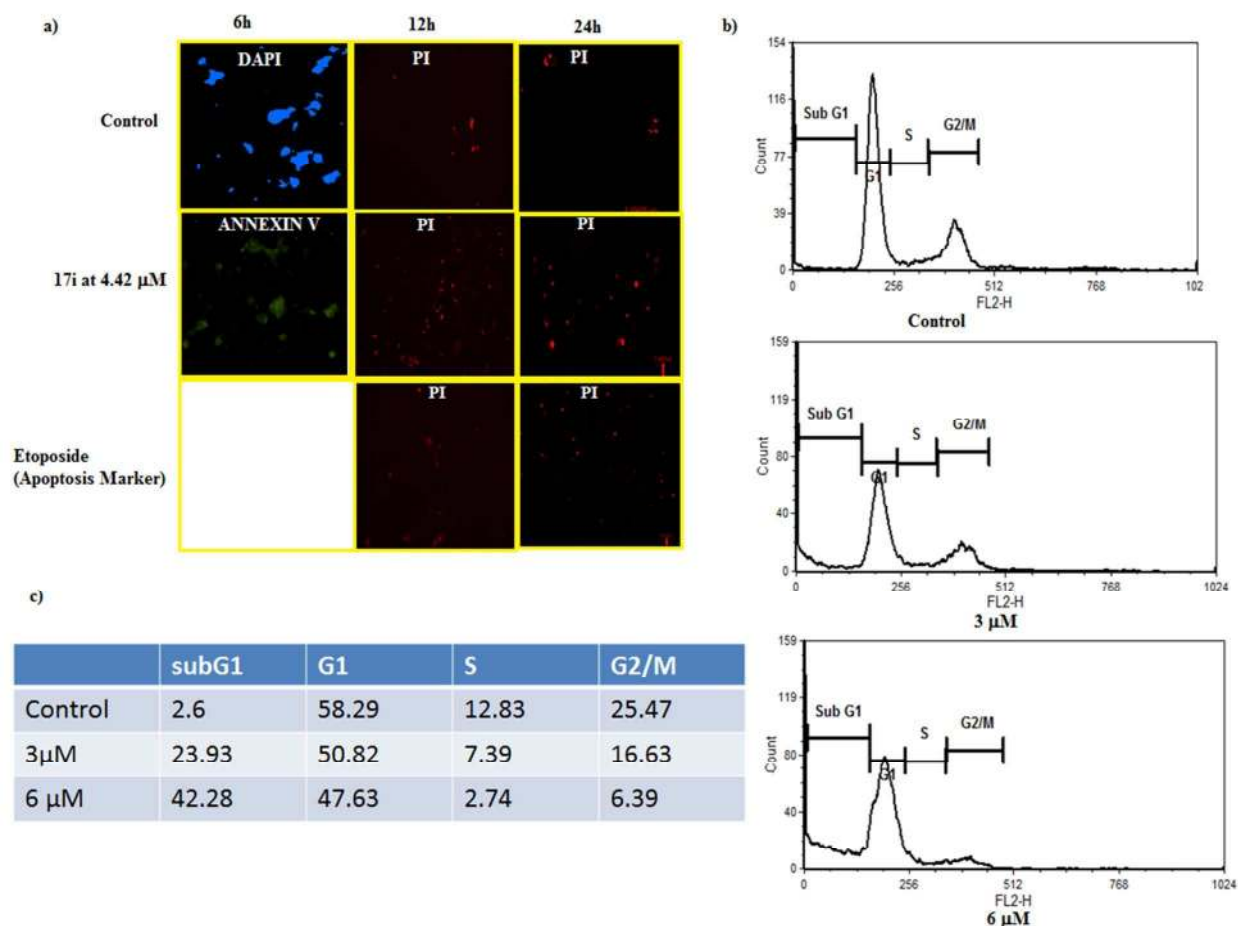 a)
6h
12h
24h
DAPI
PI
PI
Control
ANNEXIN V
PI
PI
17i at 4.42 µM
PI
PI
Etoposide
(Apoptosis Marker)
b)
154
116
77
39
0
Count
Sub G1
G1
S
G2/M
0
256
512
768
102
FL2-H
Control
159
119
80
40
0
Count
Sub G1
G1
S
G2/M
0
256
512
768
1024
FL2-H
3 µM
159
119
80
40
0
Count
Sub G1
G1
S
G2/M
0
256
512
768
1024
FL2-H
6 µM
c)
subG1 G1 S G2/M
Control 2.6 58.29 12.83 25.47
3µM 23.93 50.82 7.39 16.63
6 µM 42.28 47.63 2.74 6.39